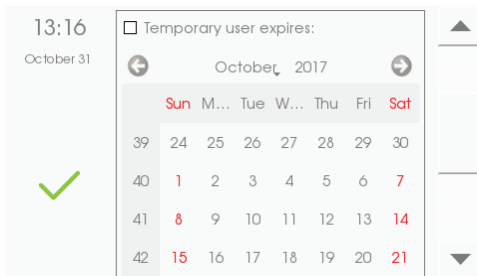 13:16
October 31
Temporary user expires:
October, 2017
Sun M... Tue W... Thu Fri Sat
39 24 25 26 27 28 29 30
40 1 2 3 4 5 6 7
41 8 9 10 11 12 13 14
42 15 16 17 18 19 20 21